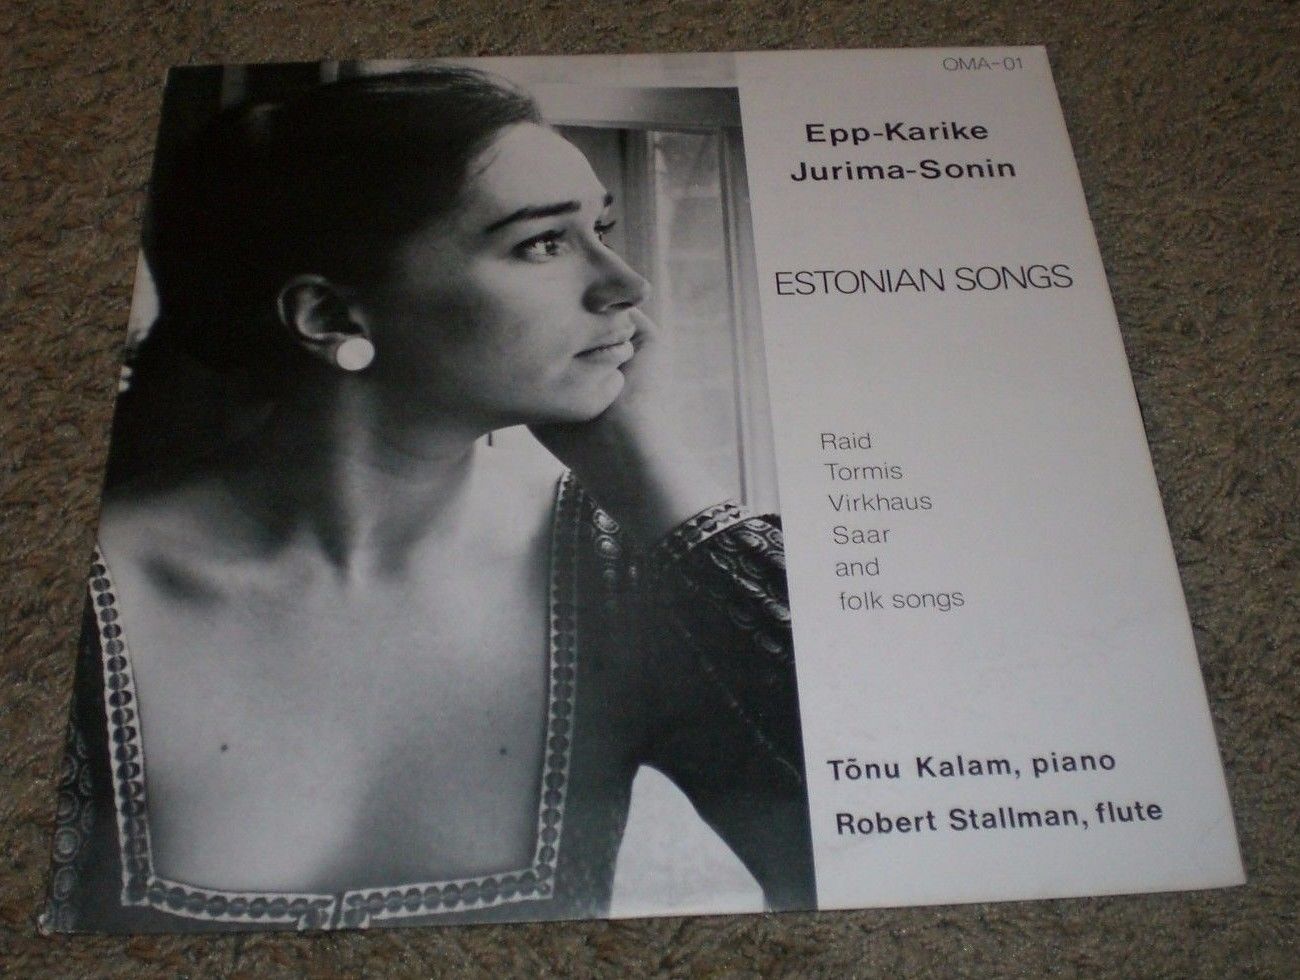 OMA-01
Epp-Karike
Jurima-Sonin
ESTONIAN SONGS
Raid
Tormis
Virkhaus
Saar
and
folk songs
Tõnu Kalam, piano
Robert Stallman, flute